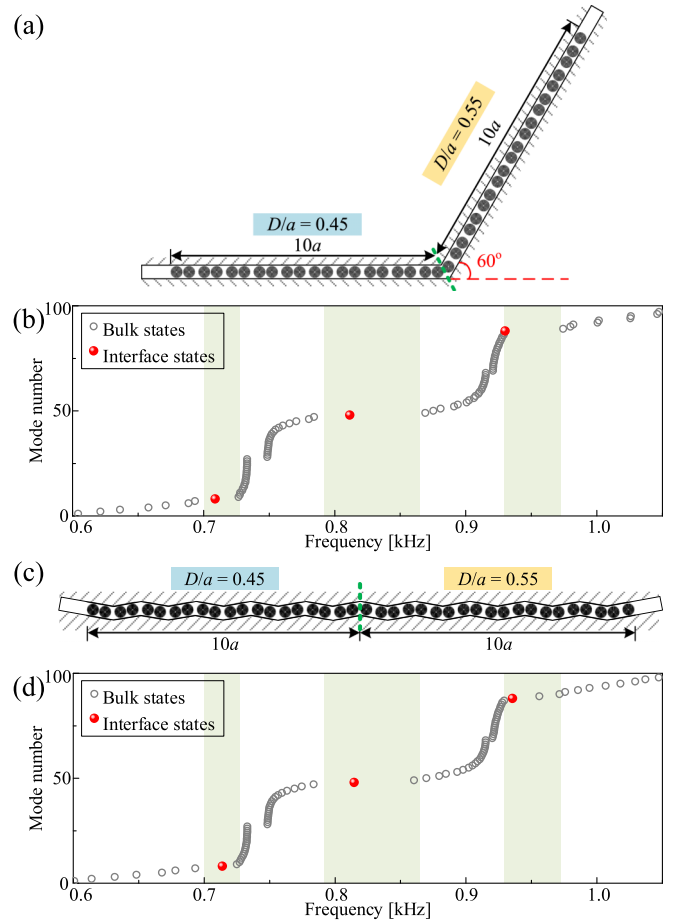 (a)
D/a = 0.45
10a
D/a = 0.55
10a
60°
(b)
100
50
0
Mode number
Bulk states
Interface states
0.6 0.7 0.8 0.9 1.0
Frequency [kHz]
(c)
D/a = 0.45 D/a = 0.55
10a 10a
(d)
100
50
0
Mode number
Bulk states
Interface states
0.6 0.7 0.8 0.9 1.0
Frequency [kHz]